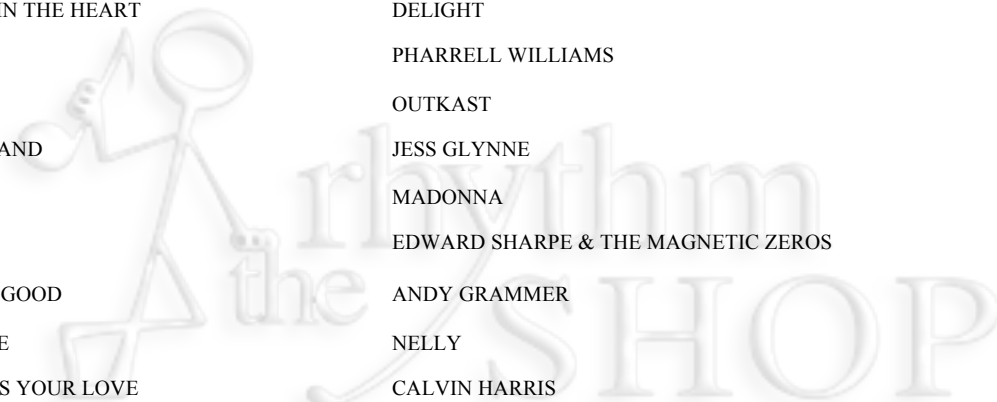 IN THE HEART DELIGHT
PHARRELL WILLIAMS
OUTKAST
AND JESS GLYNNE
MADONNA
EDWARD SHARPE & THE MAGNETIC ZEROS
GOOD ANDY GRAMMER
E NELLY
S YOUR LOVE CALVIN HARRIS
the rhythm
SHOP